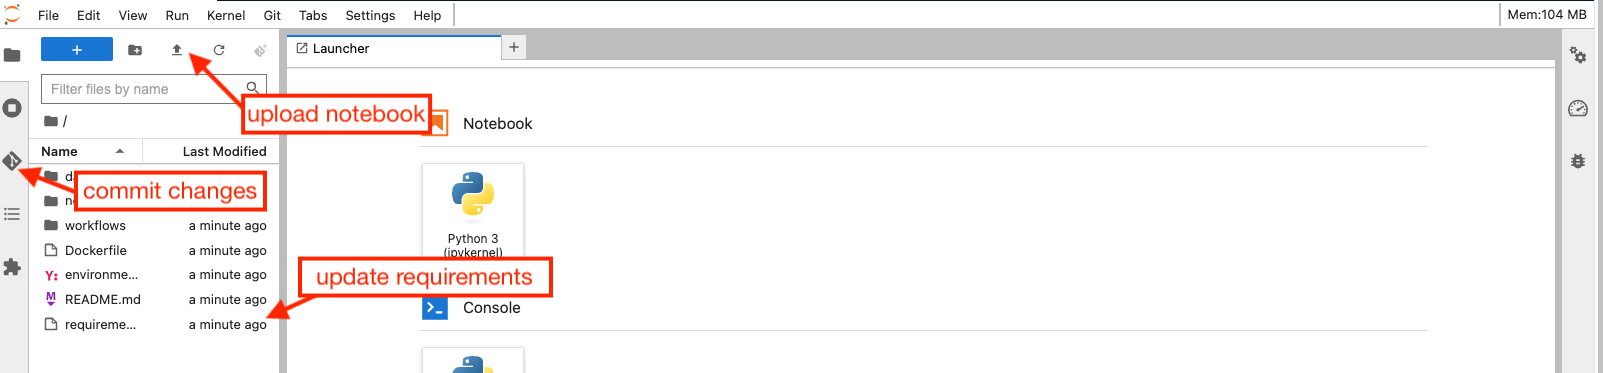 File Edit View Run Kernel Git Tabs Settings Help Mem:104 MB
+
Launcher +
Filter files by name
upload notebook
/
Notebook
Name Last Modified
commit changes
workflows a minute ago
Dockerfile a minute ago
Python 3
(ipykernel)
Y: environme... a minute ago
update requirements
M README.md a minute ago
Console
requireme... a minute ago